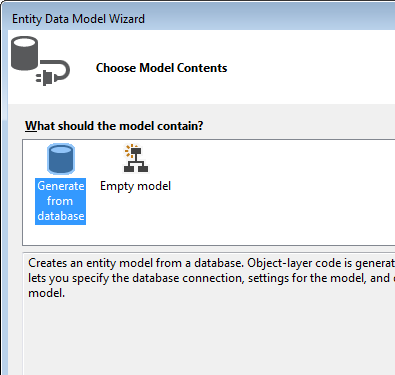 Entity Data Model Wizard
Choose Model Contents
What should the model contain?
Generate
from
database
Empty model
Creates an entity model from a database. Object-layer code is
lets you specify the database connection, settings for the model, and
model.